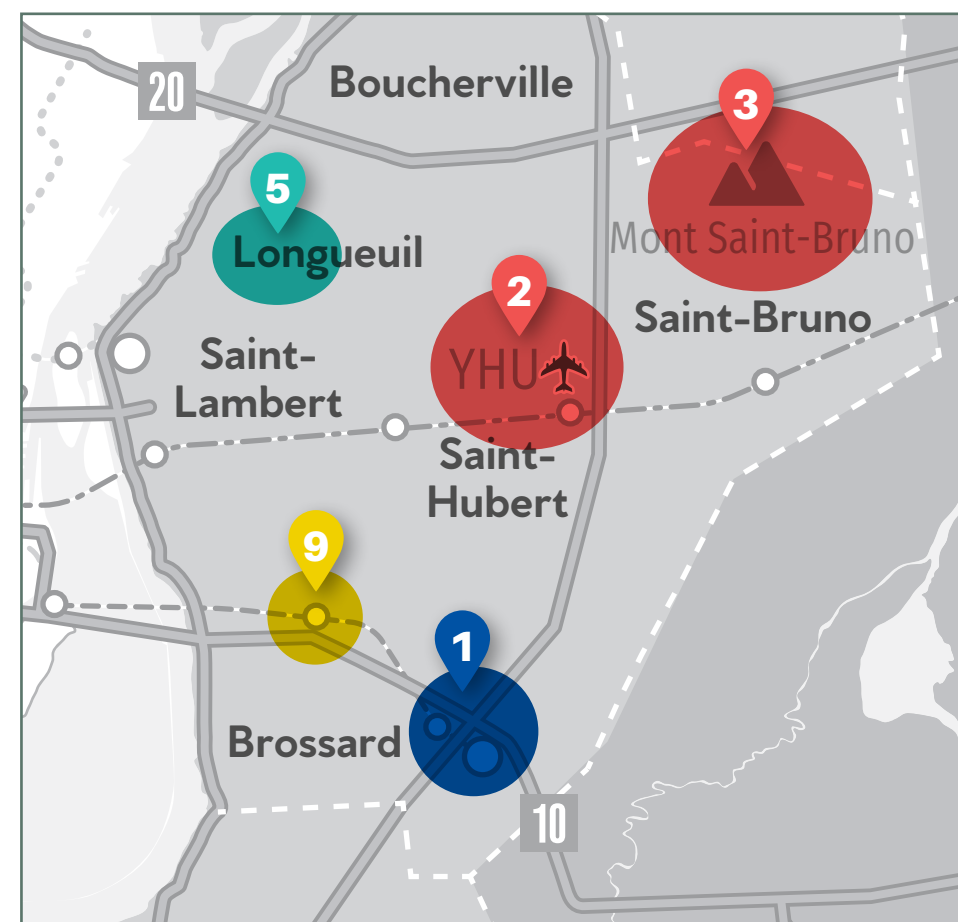 20
Boucherville
3
5
Mont Saint-Bruno
Longueuil
2
Saint-Bruno
Saint-
Lambert
YHU
Saint-
Hubert
9
1
Brossard
10